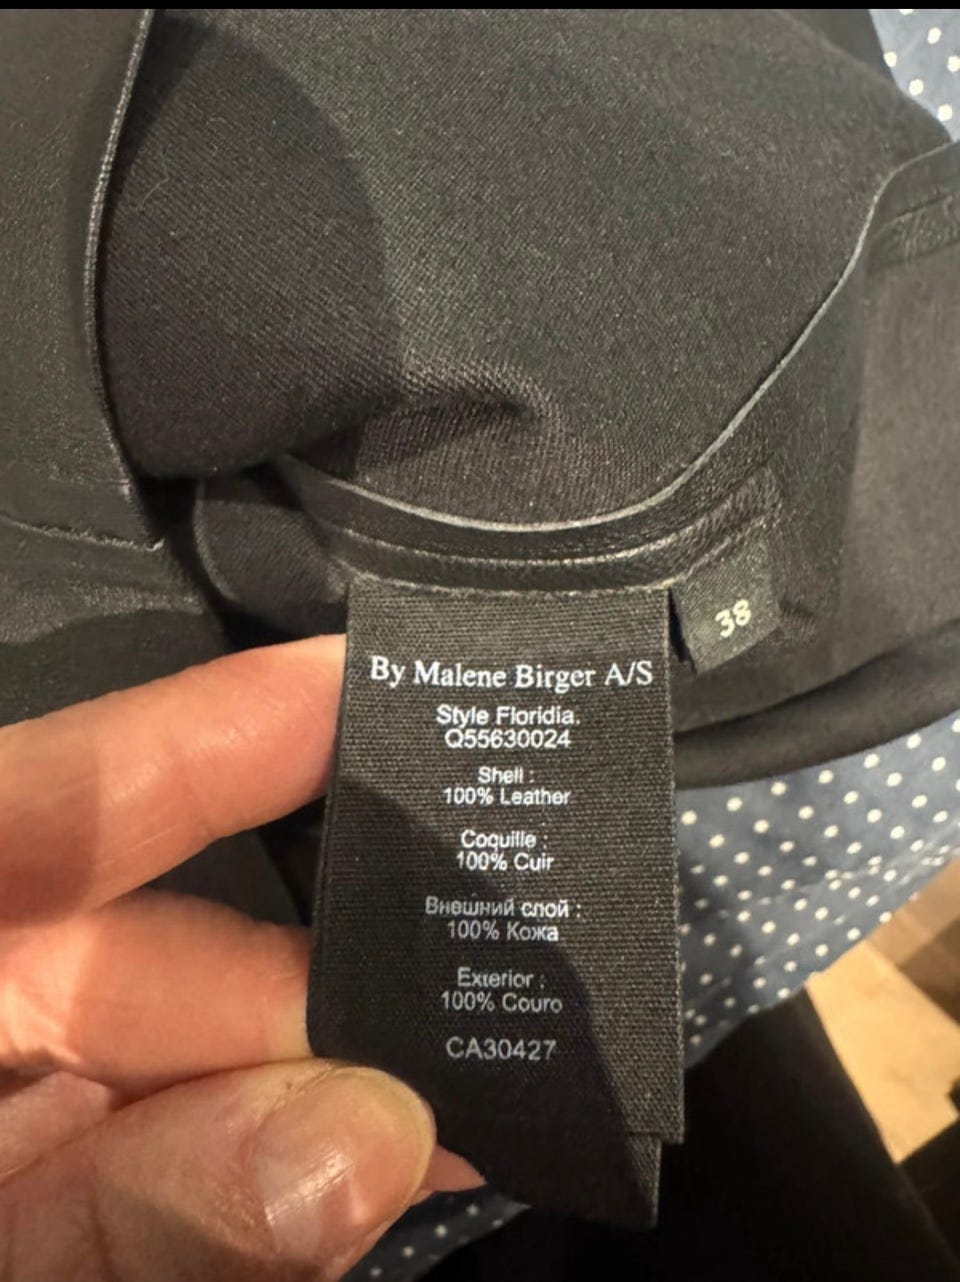 38
By Malene Birger A/S
Style Floridia.
Q55630024
Shell :
100% Leather
Coquille :
100% Cuir
Внешний слой :
100% Кожа
Exterior :
100% Couro
CA30427